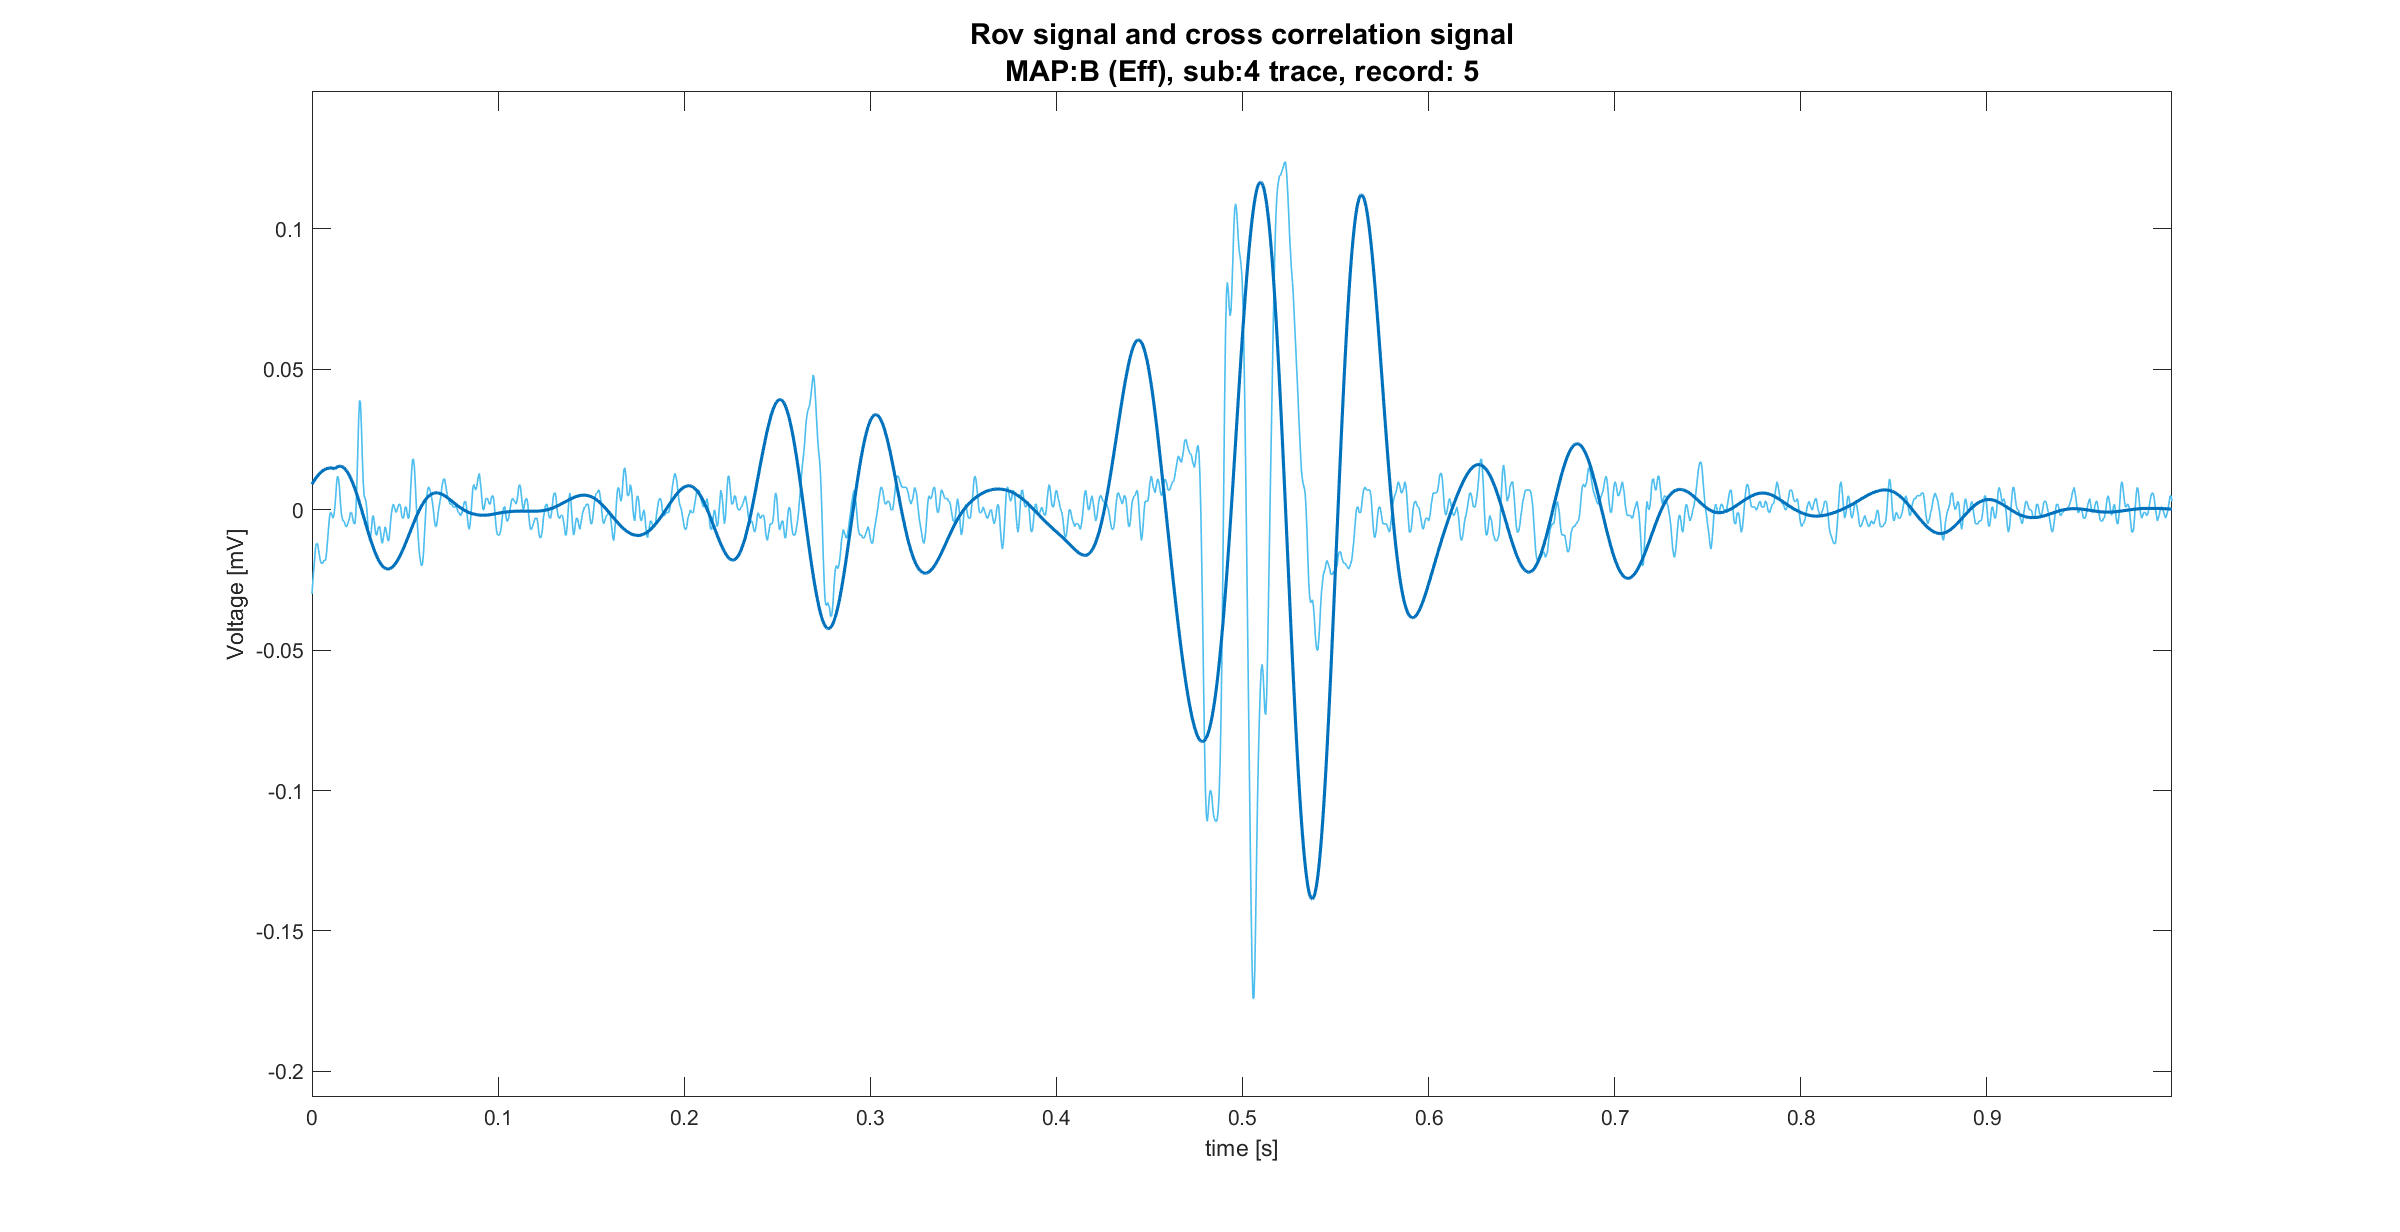 Rov signal and cross correlation signal
MAP:B (Eff), sub:4 trace, record: 5
0.1
0.05
0
-0.05
-0.1
-0.15
-0.2
Voltage [mV]
0 0.1 0.2 0.3 0.4 0.5 0.6 0.7 0.8 0.9
time [s]